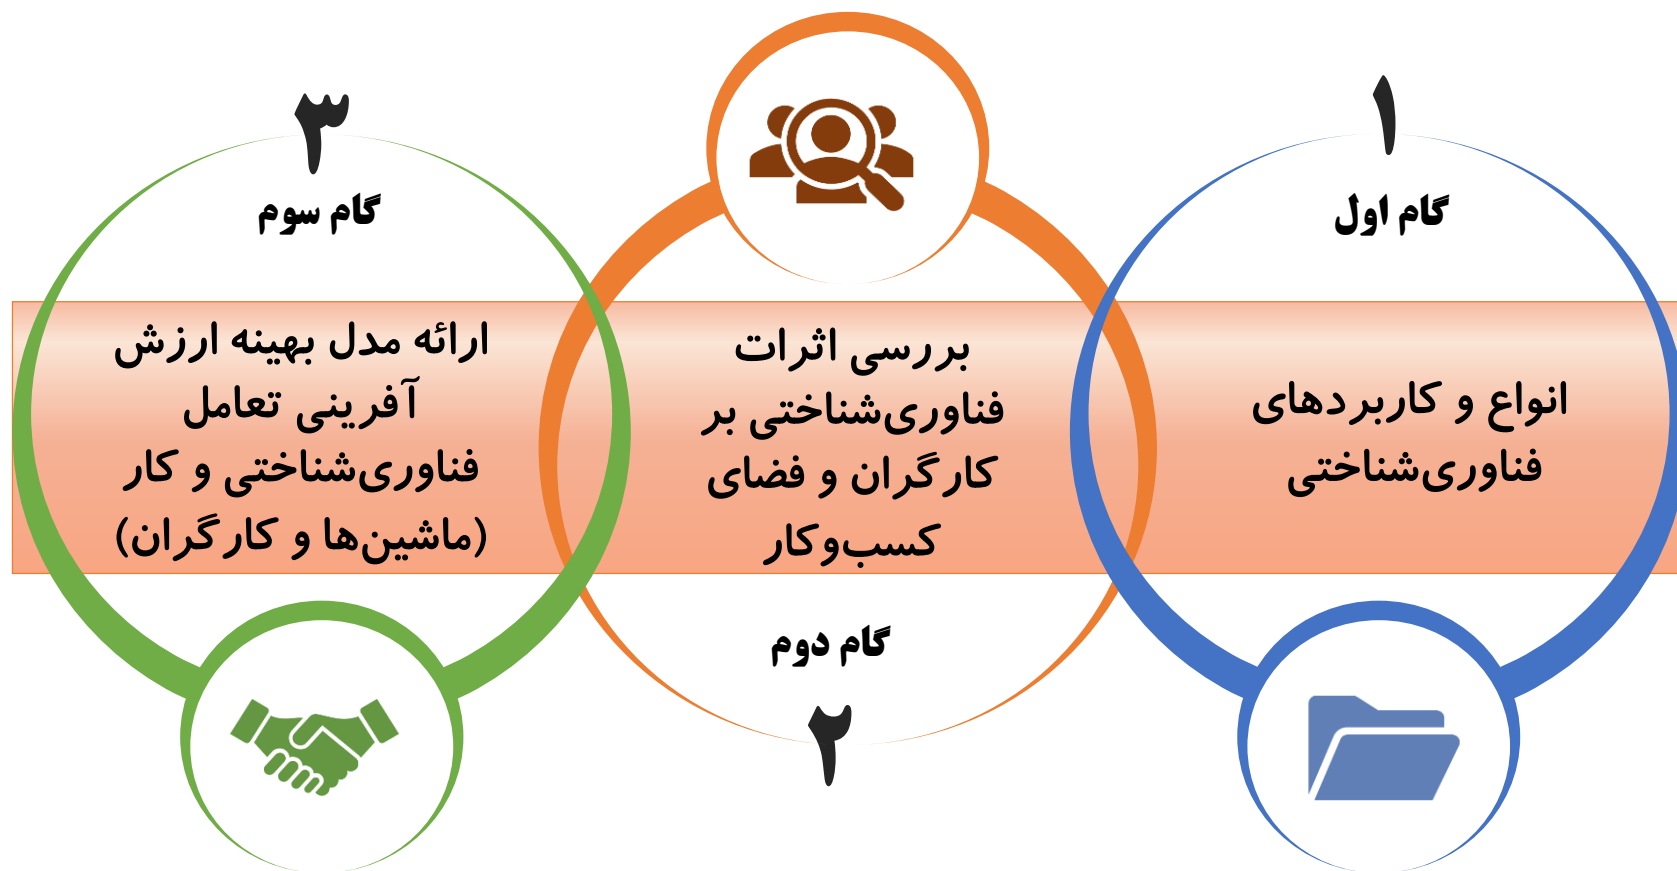 ۱
گام اول
انواع و کاربردهای
فناوری‌شناختی
بررسی اثرات
فناوری‌شناختی بر
کارگران و فضای
کسب‌وکار
گام دوم
۲
۳
گام سوم
ارائه مدل بهینه ارزش
آفرینی تعامل
فناوری‌شناختی و کار
(ماشین‌ها و کارگران)